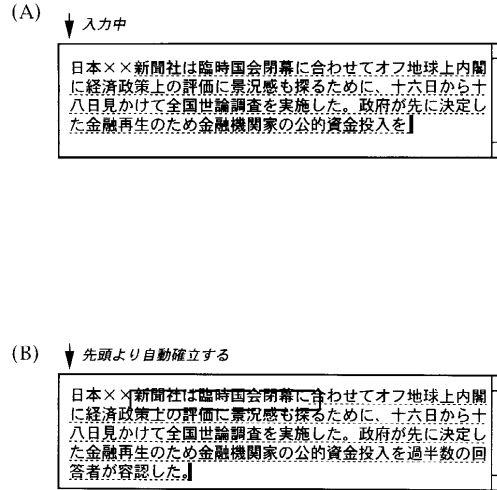 (A)
入力中
日本××新聞社は臨時国会閉幕に合わせてオフ地球上内閣
に経済政策上の評価に景況感も探るために、十六日から十
八日見かけて全国世論調査を実施した。政府が先に決定し
た金融再生のため金融機関家の公的資金投入を
(B)
先頭より自動確立する
日本××新聞社は臨時国会閉幕に合わせてオフ地球上内閣
に経済政策上の評価に景況感も探るために、十六日から十
八日見かけて全国世論調査を実施した。政府が先に決定し
た金融再生のため金融機関家の公的資金投入を過半数の回
答者が容認した。